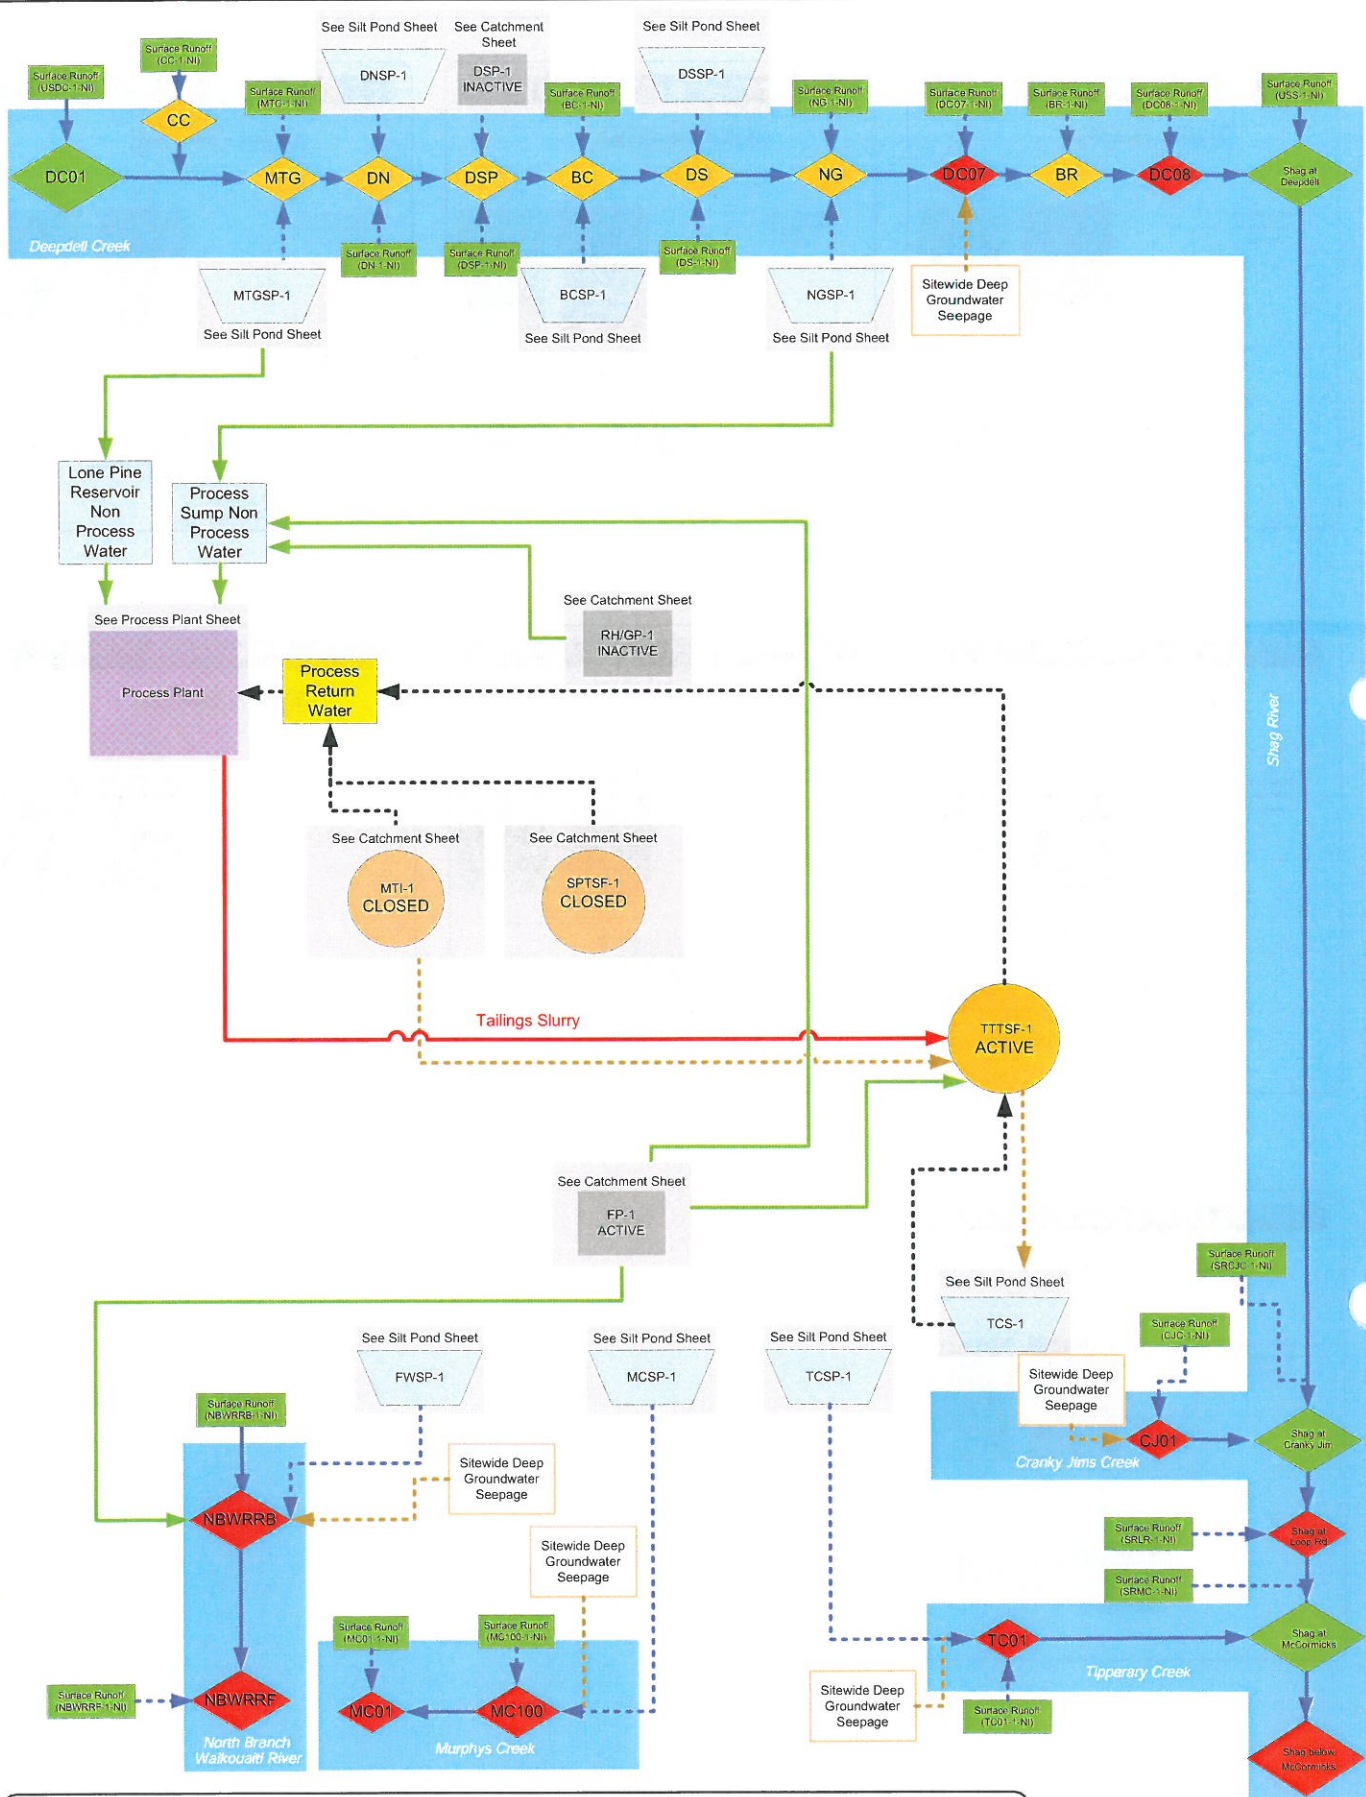 See Silt Pond Sheet
See Catchment
Sheet
See Silt Pond Sheet
Surface Runoff
(USDC-1-NI)
Surface Runoff
(CC-1-NI)
Surface Runoff
(MTG-1-NI)
DNSP-1
DSP-1
INACTIVE
Surface Runoff
(BC-1-NI)
DSSP-1
Surface Runoff
(NG-1-NI)
Surface Runoff
(DC07-1-NI)
Surface Runoff
(BR-1-NI)
Surface Runoff
(DC08-1-NI)
Surface Runoff
(USS-1-NI)
CC
DC01
MTG
DN
DSP
BC
DS
NG
DC07
BR
DC08
Shag at
Deepdell
Deepdell Creek
Surface Runoff
(DN-1-NI)
Surface Runoff
(DSP-1-NI)
Surface Runoff
(DS-1-NI)
MTGSP-1
See Silt Pond Sheet
BCSP-1
See Silt Pond Sheet
NGSP-1
See Silt Pond Sheet
Sitewide Deep
Groundwater
Seepage
Lone Pine
Reservoir
Non
Process
Water
Process
Sump Non
Process
Water
See Catchment Sheet
RH/GP-1
INACTIVE
See Process Plant Sheet
Process Plant
Process
Return
Water
Shag River
See Catchment Sheet
MTI-1
CLOSED
See Catchment Sheet
SPTSF-1
CLOSED
Tailings Slurry
TTTSF-1
ACTIVE
See Catchment Sheet
FP-1
ACTIVE
See Silt Pond Sheet
TCS-1
Surface Runoff
(SRCJC-1-NI)
Surface Runoff
(CJC-1-NI)
See Silt Pond Sheet
FWSP-1
See Silt Pond Sheet
MCSP-1
See Silt Pond Sheet
TCSP-1
Sitewide Deep
Groundwater
Seepage
CJ01
Shag at
Cranky Jim
Cranky Jims Creek
Surface Runoff
(NBWRRB-1-NI)
Sitewide Deep
Groundwater
Seepage
NBWRRB
Surface Runoff
(SRLR-1-NI)
Shag at
Loop Rd
Sitewide Deep
Groundwater
Seepage
Surface Runoff
(SRMC-1-NI)
Surface Runoff
(MC01-1-NI)
Surface Runoff
(MC100-1-NI)
TC01
Shag at
McCormicks
Tipperary Creek
Surface Runoff
(NBWRRF-1-NI)
NBWRRF
MC01
MC100
Sitewide Deep
Groundwater
Seepage
Surface Runoff
(TC01-1-NI)
North Branch
Waikouaiti River
Murphys Creek
Shag below
McCormicks